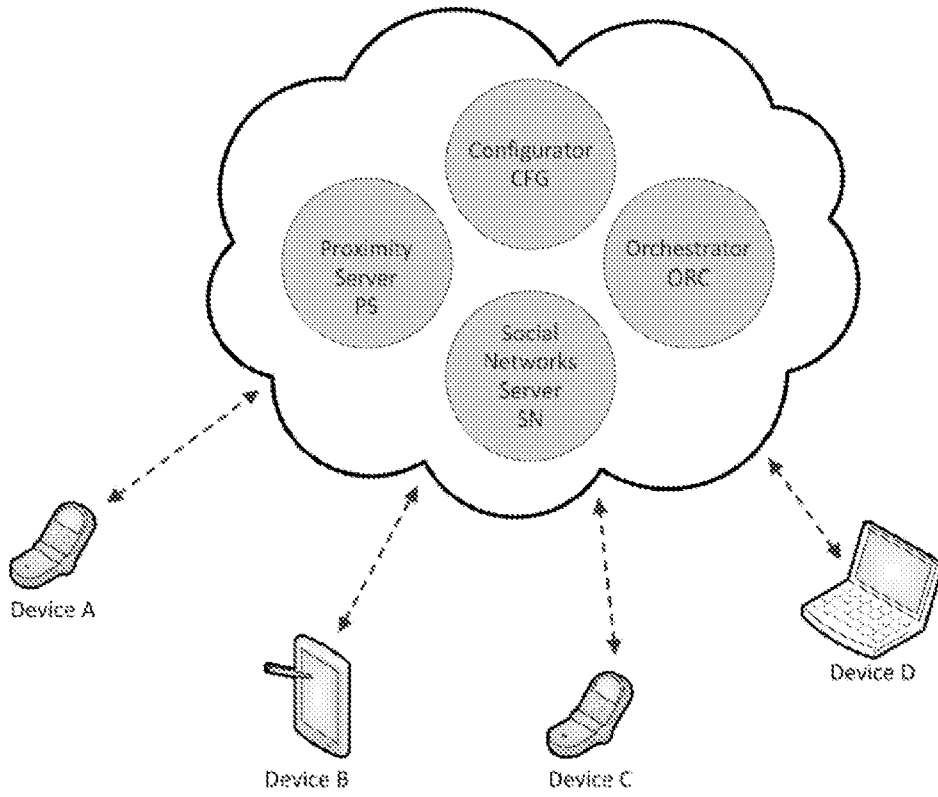 Configurator
CFG
Proximity
Server
PS
Orchestrator
ORC
Social
Networks
Server
SN
Device A
Device D
Device B
Device C